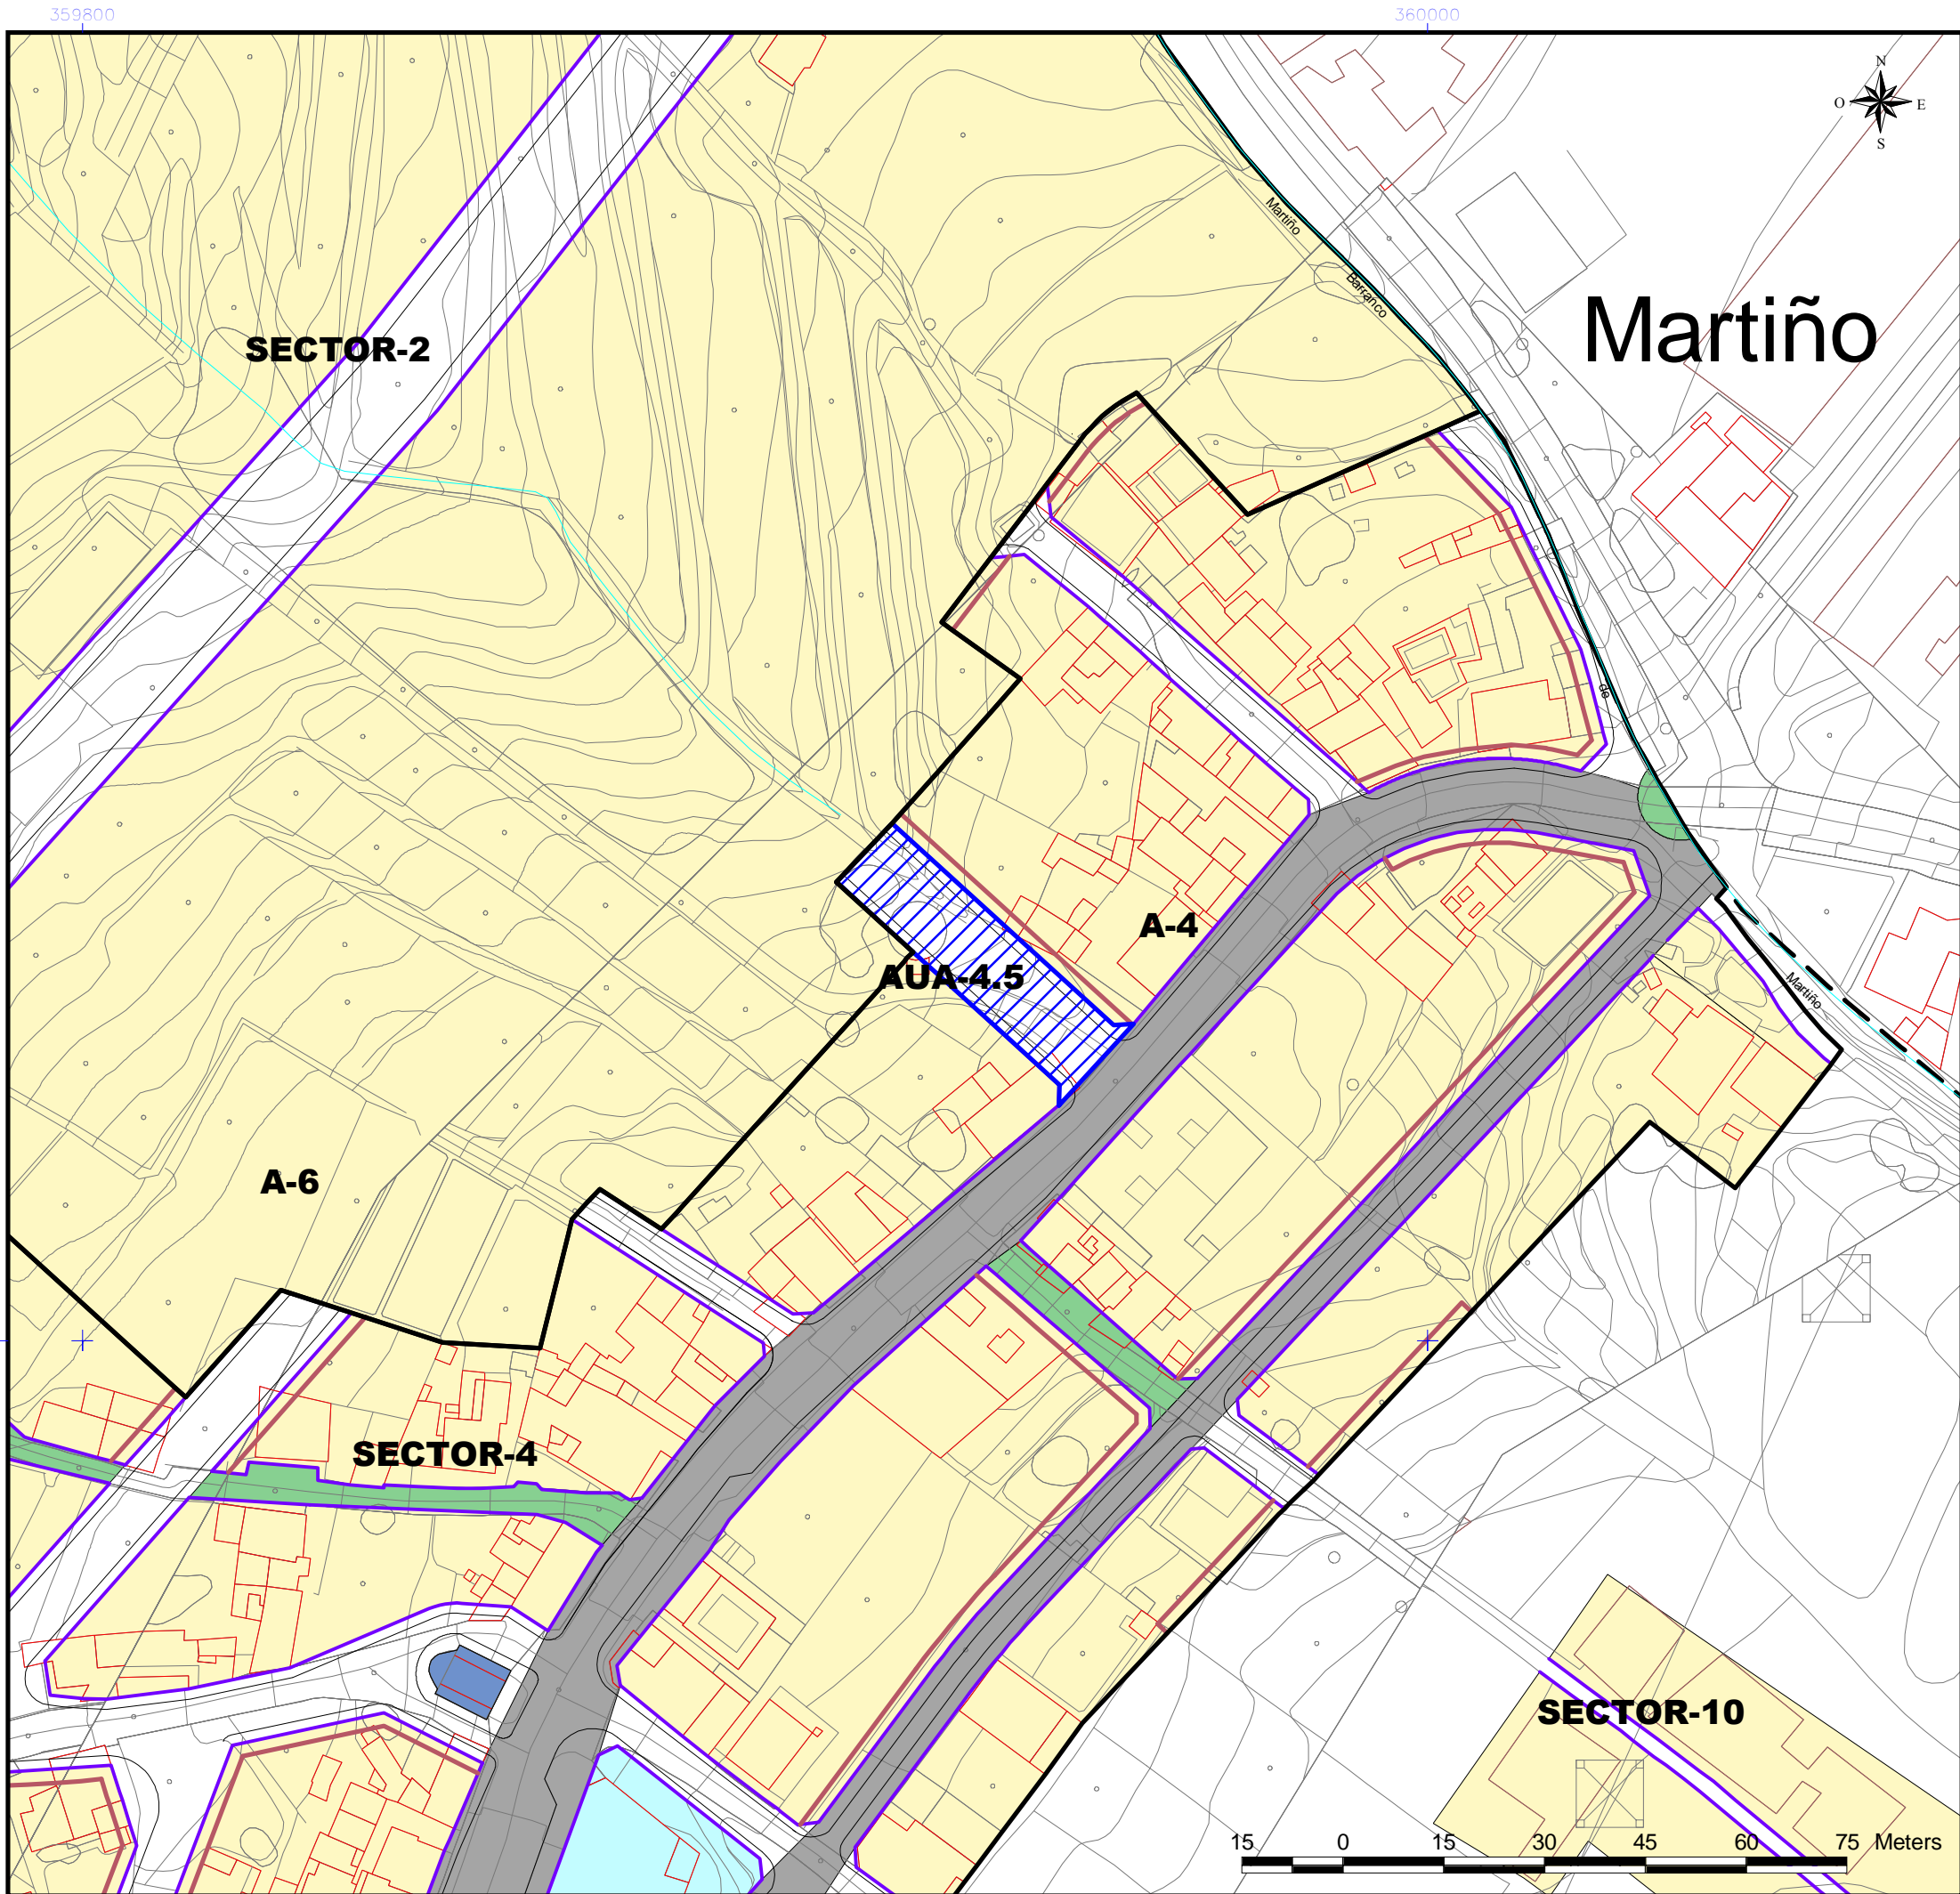 359800
360000
N
O
E
S
Martiño
Barranco
Martiño
SECTOR-2
de
A-4
AUA-4.5
Martiño
A-6
SECTOR-4
SECTOR-10
15 0 15 30 45 60 75 Meters